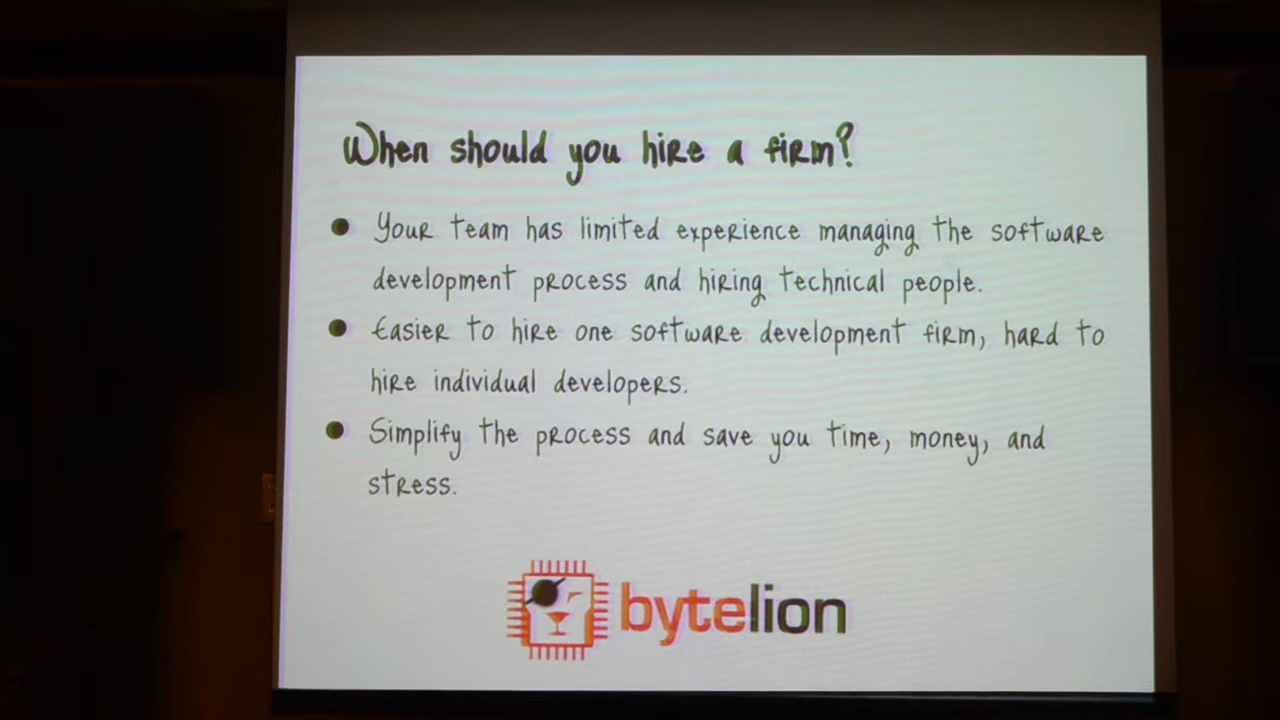 When should you hire a firm?
● Your team has limited experience managing the software
development process and hiring technical people.
● Easier to hire one software development firm, hard to
hire individual developers.
● Simplify the process and save you time, money, and
stress.
bytelion